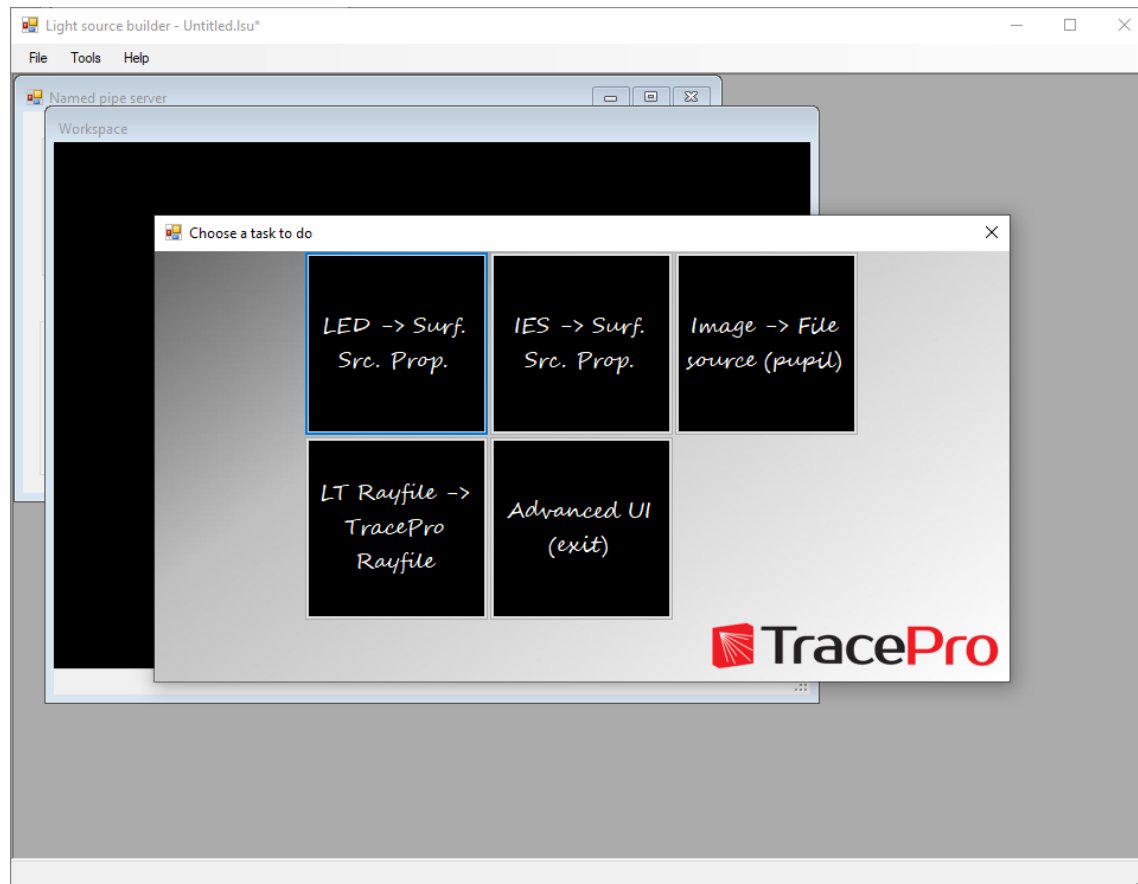 Light source builder - Untitled.lsu*
File Tools Help
Named pipe server
Workspace
Choose a task to do
LED -> Surf.
Src. Prop.
IES -> Surf.
Src. Prop.
Image -> File
source (pupil)
LT Rayfile ->
TracePro
Rayfile
Advanced UI
(exit)
TracePro